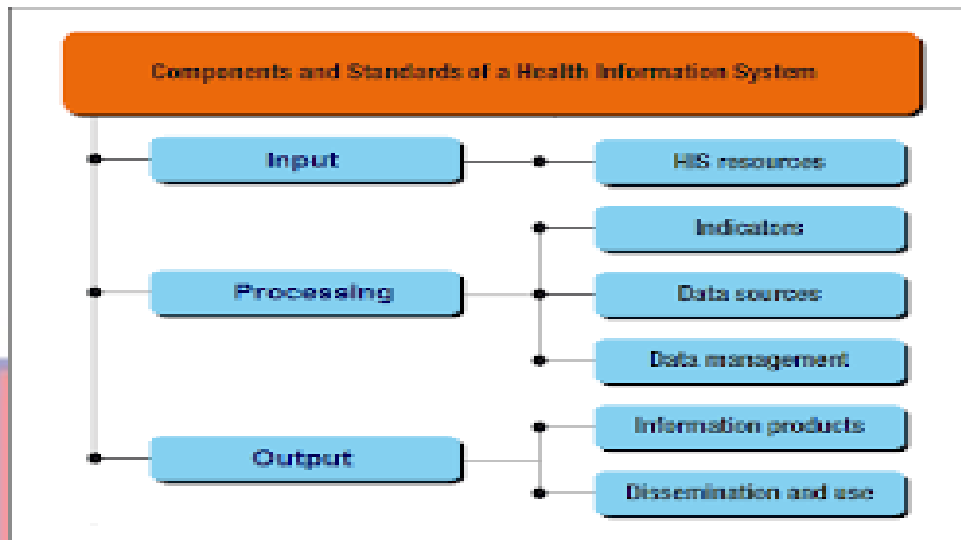 Components and Standards of a Health Information System
Input
HIS resources
Processing
Indicators
Data sources
Data management
Output
Information products
Dissemination and use